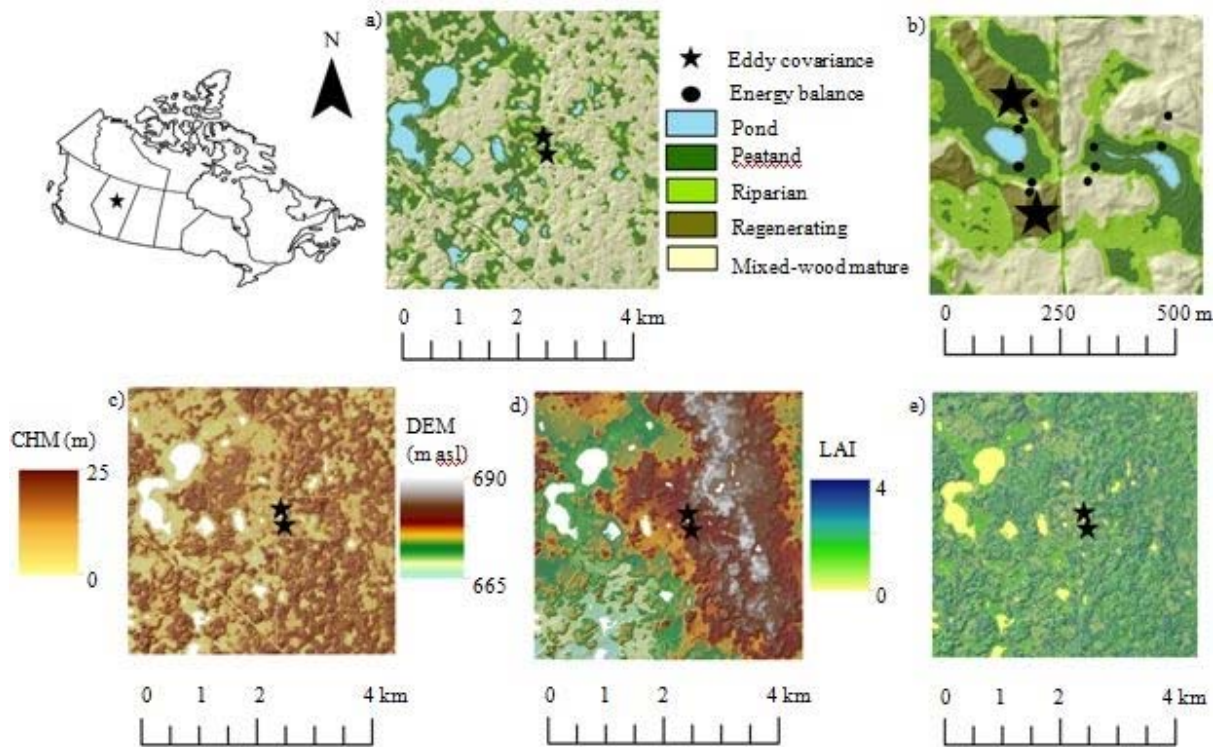 N
a)
Eddy covariance
Energy balance
Pond
Peatand
Riparian
Regenerating
Mixed-wood mature
b)
0 1 2 4 km
0 250 500 m
c)
CHM (m)
25
0
d)
DEM
(m asl)
690
665
e)
LAI
4
0
0 1 2 4 km
0 1 2 4 km
0 1 2 4 km